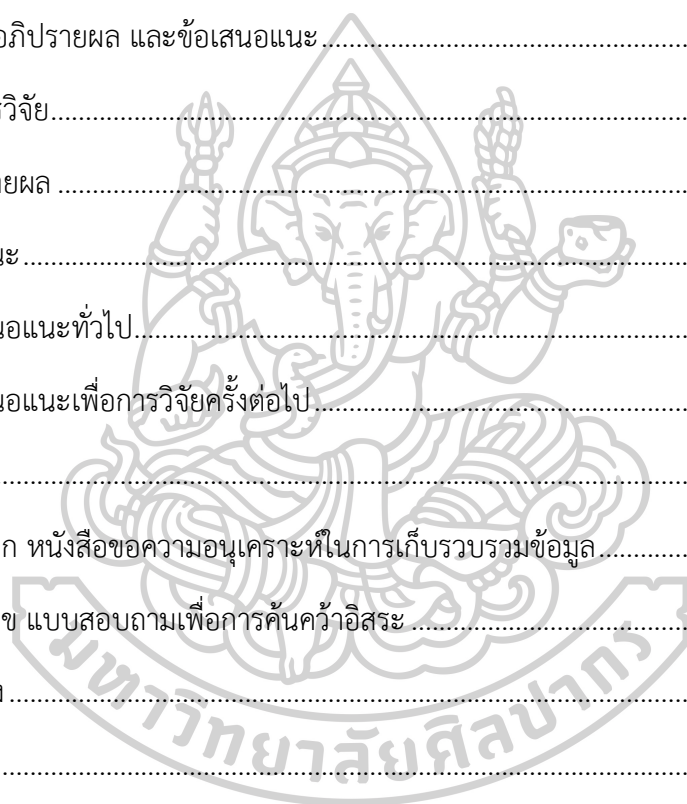 อภิปรายผล และข้อเสนอแนะ
รวิจัย
ายผล
นะ
นอแนะทั่วไป
นอแนะเพื่อการวิจัยครั้งต่อไป
ก หนังสือขอความอนุเคราะห์ในการเก็บรวบรวมข้อมูล
ข แบบสอบถามเพื่อการค้นคว้าอิสระ
มหาวิทยาลัยศิลปากร